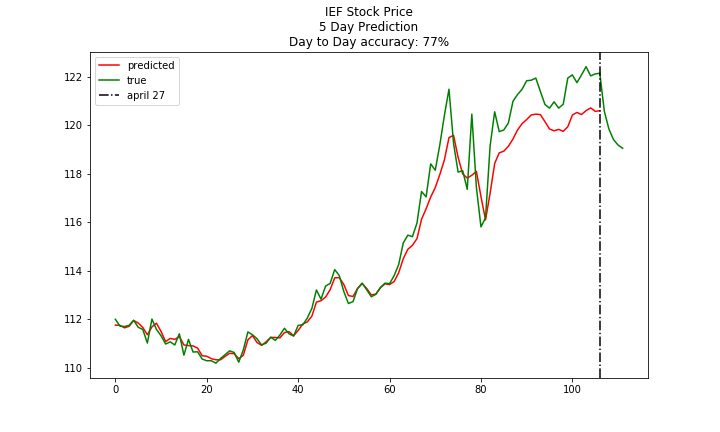 IEF Stock Price
5 Day Prediction
Day to Day accuracy: 77%
predicted
true
april 27
122
120
118
116
114
112
110
0 20 40 60 80 100